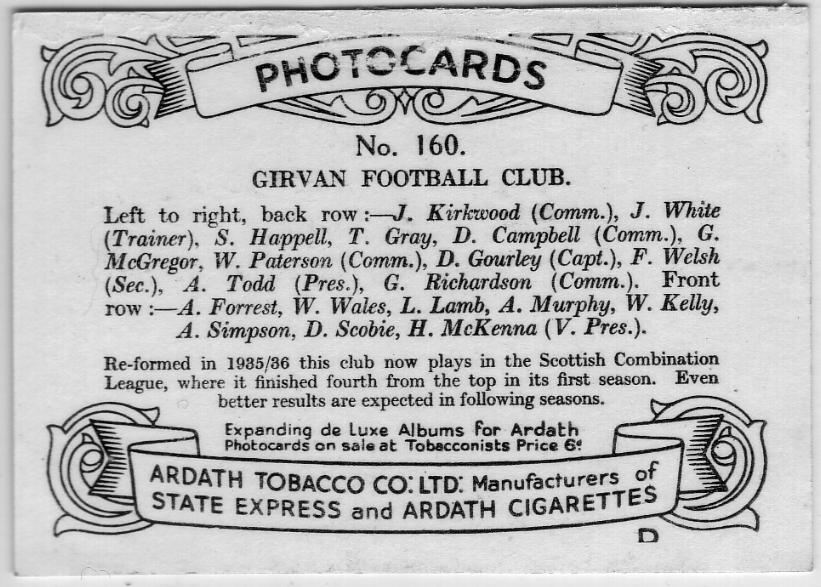 PHOTOCARDS
No. 160.
GIRVAN FOOTBALL CLUB.
Left to right, back row :—J. Kirkwood (Comm.), J. White
(Trainer), S. Happell, T. Gray, D. Campbell (Comm.), G.
McGregor, W. Paterson (Comm.), D. Gourley (Capt.), F. Welsh
(Sec.), A. Todd (Pres.), G. Richardson (Comm.). Front
row :—A. Forrest, W. Wales, L. Lamb, A. Murphy, W. Kelly,
A. Simpson, D. Scobie, H. McKenna (V. Pres.).
Re-formed in 1935/36 this club now plays in the Scottish Combination
League, where it finished fourth from the top in its first season. Even
better results are expected in following seasons.
Expanding de Luxe Albums for Ardath
Photocards on sale at Tobacconists Price 6d
ARDATH TOBACCO CO: LTD: Manufacturers of
STATE EXPRESS and ARDATH CIGARETTES
D